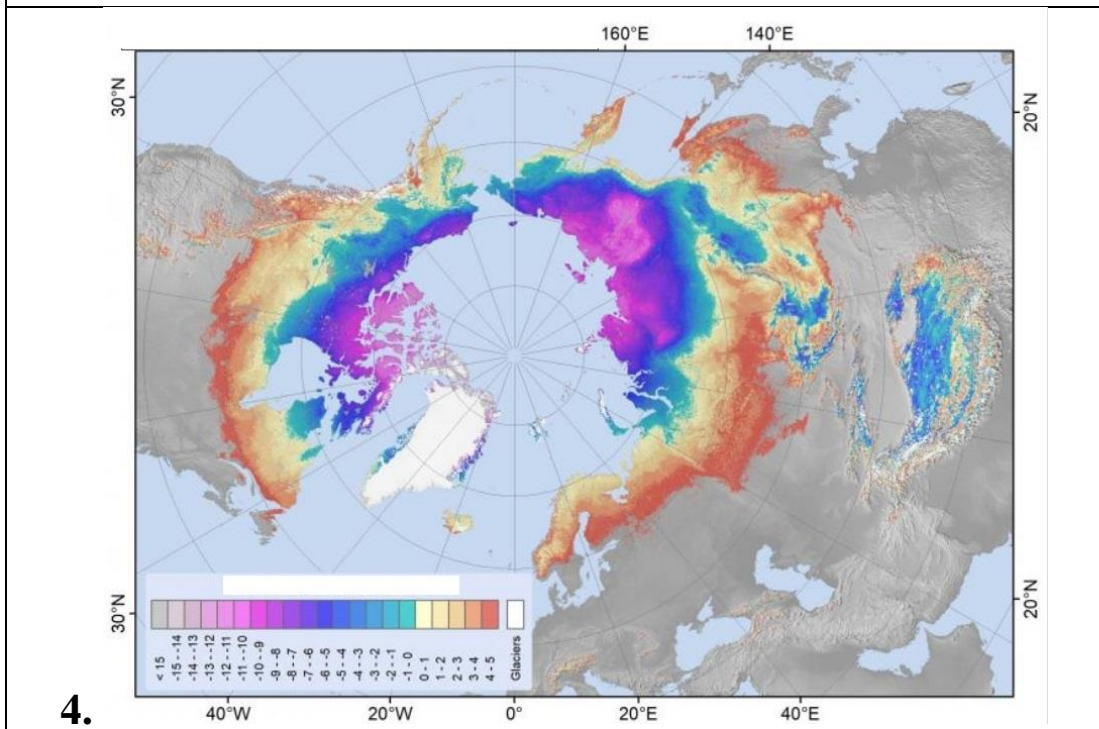 160°E 140°E
30°N
20°N
30°N
20°N
< 15
-15 - -14
-14 - -13
-13 - -12
-12 - -11
-11 - -10
-10 - -9
-9 - -8
-8 - -7
-7 - -6
-6 - -5
-5 - -4
-4 - -3
-3 - -2
-2 - -1
-1 - 0
0 - 1
1 - 2
2 - 3
3 - 4
4 - 5
Glaciers
40°W 20°W 0° 20°E 40°E
4.